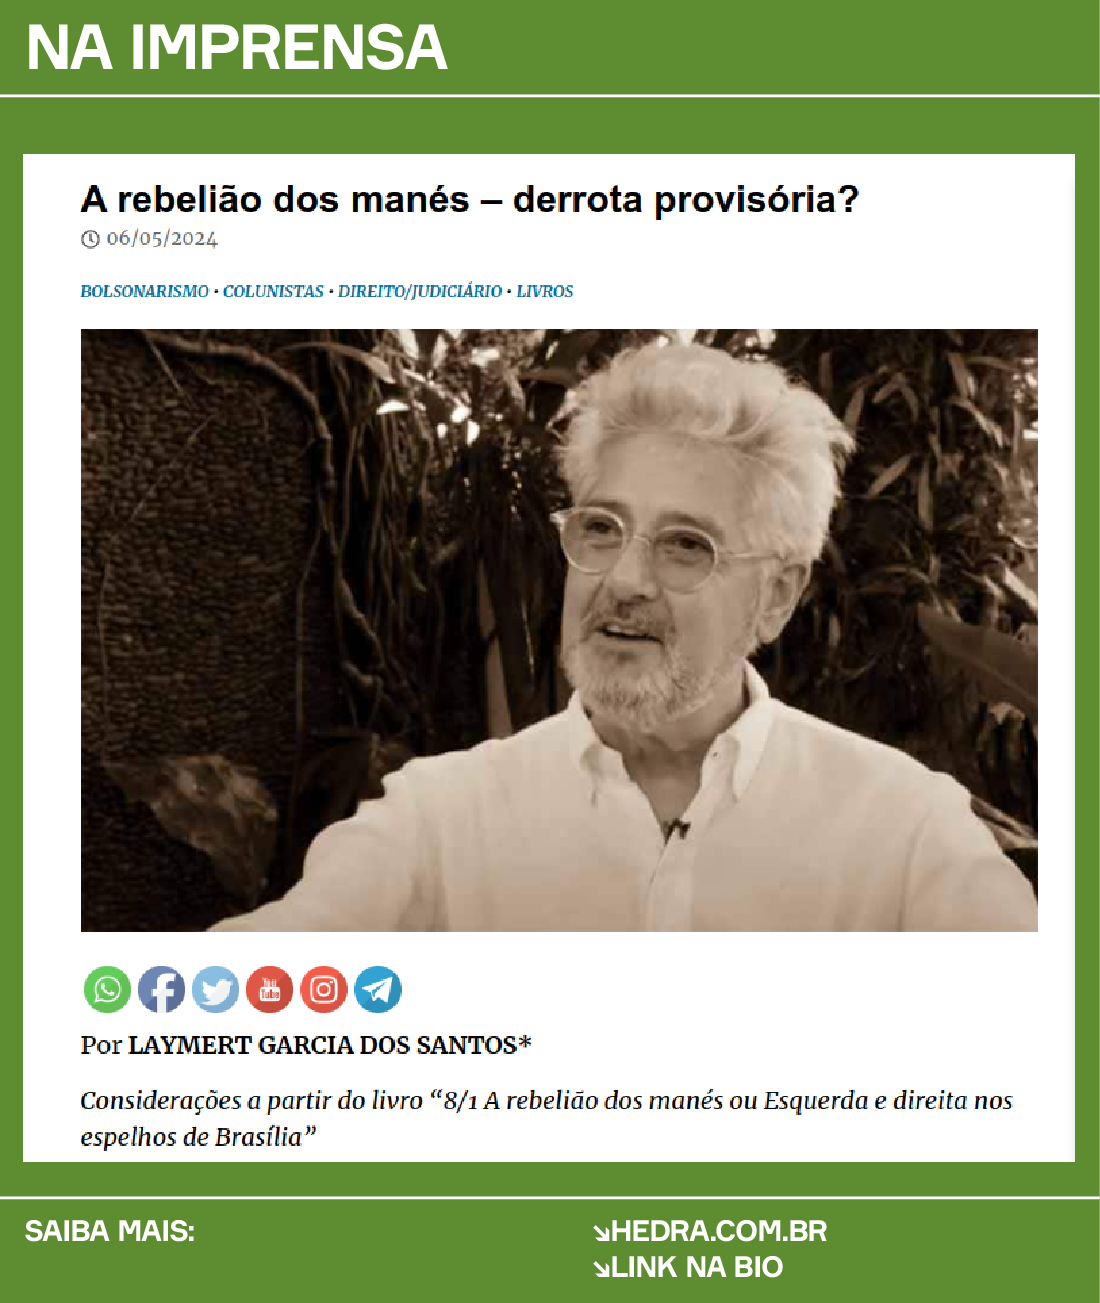 NA IMPRENSA
A rebelião dos manés – derrota provisória?
06/05/2024
BOLSONARISMO • COLUNISTAS • DIREITO/JUDICIÁRIO • LIVROS
You Tube
Por LAYMERT GARCIA DOS SANTOS*
Considerações a partir do livro “8/1 A rebelião dos manés ou Esquerda e direita nos
espelhos de Brasília”
SAIBA MAIS:
↘HEDRA.COM.BR
↘LINK NA BIO